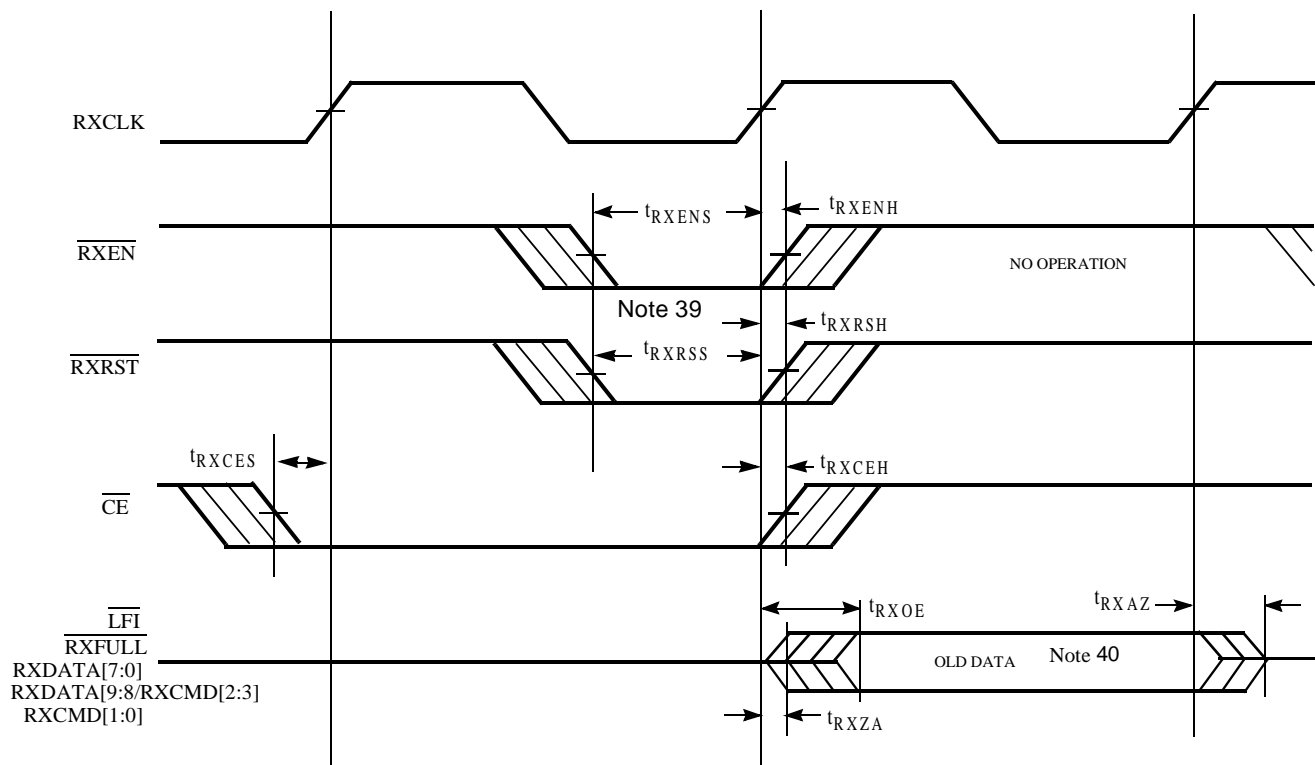 RXCLK
tRXENS
tRXENH
RXEN
NO OPERATION
Note 39
tRXRSH
tRXRSS
RXRST
tRXCES
tRXCEH
CE
tRXOE
tRXAZ
LFI
RXFULL
RXDATA[7:0]
RXDATA[9:8/RXCMD[2:3]
RXCMD[1:0]
OLD DATA
Note 40
tRXZA